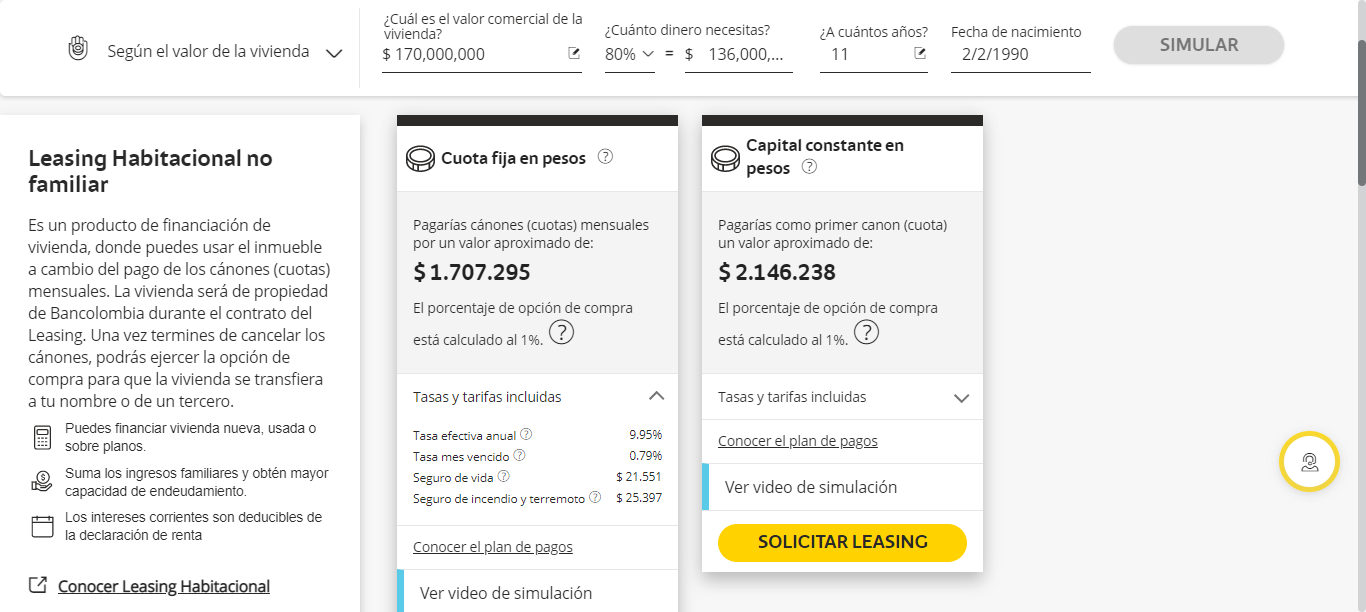 Según el valor de la vivienda
¿Cuál es el valor comercial de la
vivienda?
$ 170,000,000
¿Cuánto dinero necesitas?
80% = $ 136,000,...
¿A cuántos años?
11
Fecha de nacimiento
2/2/1990
SIMULAR
Leasing Habitacional no
familiar
Es un producto de financiación de
vivienda, donde puedes usar el inmueble
a cambio del pago de los cánones (cuotas)
mensuales. La vivienda será de propiedad
de Bancolombia durante el contrato del
Leasing. Una vez termines de cancelar los
cánones, podrás ejercer la opción de
compra para que la vivienda se transfiera
a tu nombre o de un tercero.
Puedes financiar vivienda nueva, usada o
sobre planos.
Suma los ingresos familiares y obtén mayor
capacidad de endeudamiento.
Los intereses corrientes son deducibles de
la declaración de renta
Conocer Leasing Habitacional
Cuota fija en pesos ?
Pagarías cánones (cuotas) mensuales
por un valor aproximado de:
$ 1.707.295
El porcentaje de opción de compra
está calculado al 1%. ?
Tasas y tarifas incluidas
Tasa efectiva anual ? 9.95%
Tasa mes vencido ? 0.79%
Seguro de vida ? $ 21.551
Seguro de incendio y terremoto ? $ 25.397
Conocer el plan de pagos
Ver video de simulación
Capital constante en
pesos ?
Pagarías como primer canon (cuota)
un valor aproximado de:
$ 2.146.238
El porcentaje de opción de compra
está calculado al 1%. ?
Tasas y tarifas incluidas
Conocer el plan de pagos
Ver video de simulación
SOLICITAR LEASING